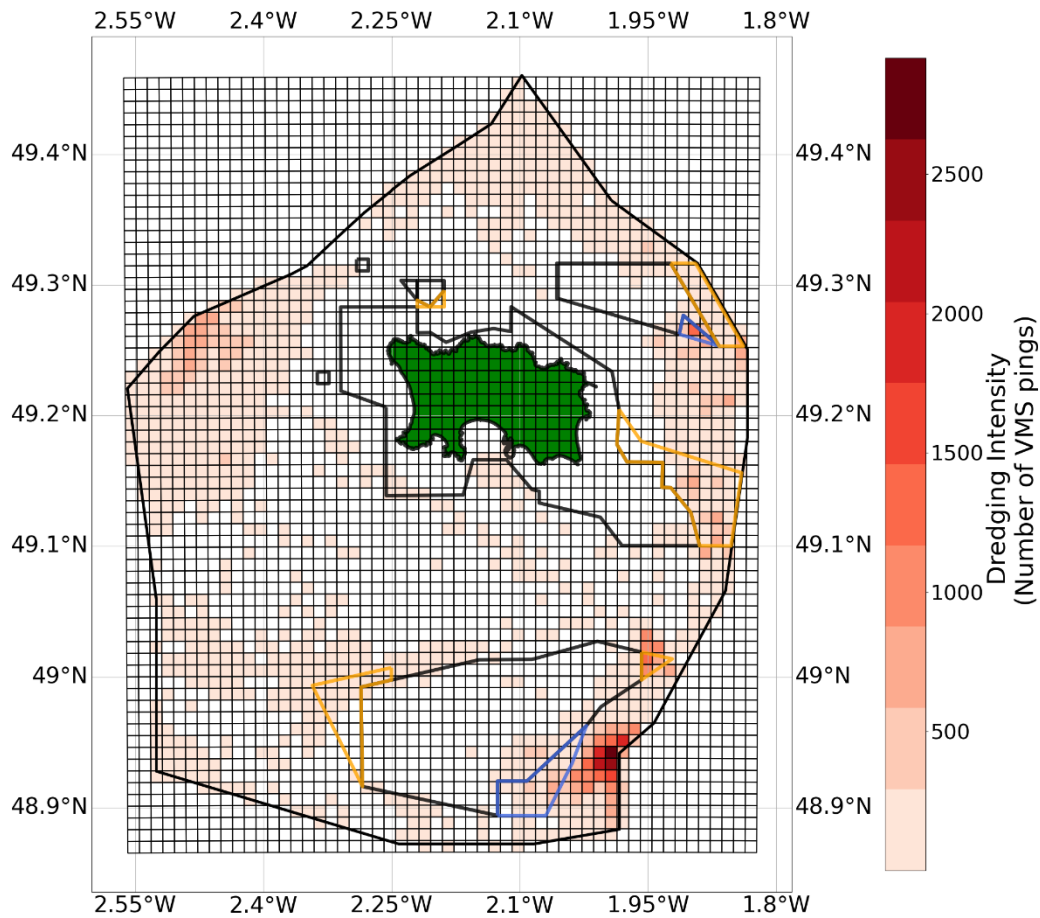 2.55°W 2.4°W 2.25°W 2.1°W 1.95°W 1.8°W
49.4°N 49.4°N
2500
49.3°N 49.3°N
2000
49.2°N 49.2°N
1500
49.1°N 49.1°N
1000
49°N 49°N
500
48.9°N 48.9°N
2.55°W 2.4°W 2.25°W 2.1°W 1.95°W 1.8°W
Dredging Intensity
(Number of VMS pings)